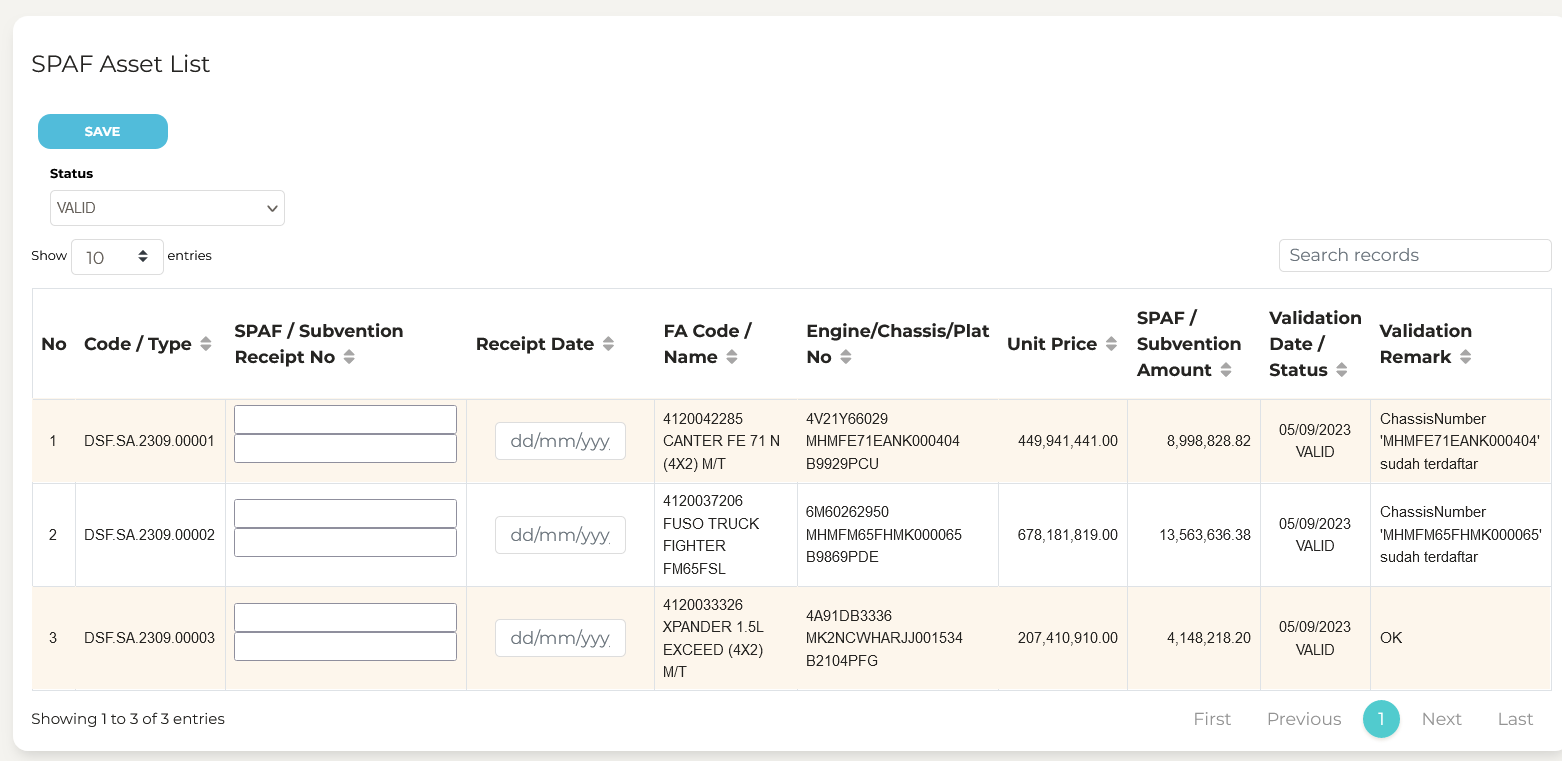 SPAF Asset List
SAVE
Status
VALID
Show 10 entries
Search records
No
Code / Type
SPAF / Subvention
Receipt No
Receipt Date
FA Code /
Name
Engine/Chassis/Plat
No
Unit Price
SPAF /
Subvention
Amount
Validation
Date /
Status
Validation
Remark
1
DSF.SA.2309.00001
dd/mm/yyy
4120042285
CANTER FE 71 N
(4X2) M/T
4V21Y66029
MHMFE71EANK000404
B9929PCU
449,941,441.00
8,998,828.82
05/09/2023
VALID
ChassisNumber
'MHMFE71EANK000404'
sudah terdaftar
2
DSF.SA.2309.00002
dd/mm/yyy
4120037206
FUSO TRUCK
FIGHTER
FM65FSL
6M60262950
MHMFM65FHMK000065
B9869PDE
678,181,819.00
13,563,636.38
05/09/2023
VALID
ChassisNumber
'MHMFM65FHMK000065'
sudah terdaftar
3
DSF.SA.2309.00003
dd/mm/yyy
4120033326
XPANDER 1.5L
EXCEED (4X2)
M/T
4A91DB3336
MK2NCWHARJJ001534
B2104PFG
207,410,910.00
4,148,218.20
05/09/2023
VALID
OK
Showing 1 to 3 of 3 entries
First Previous 1 Next Last